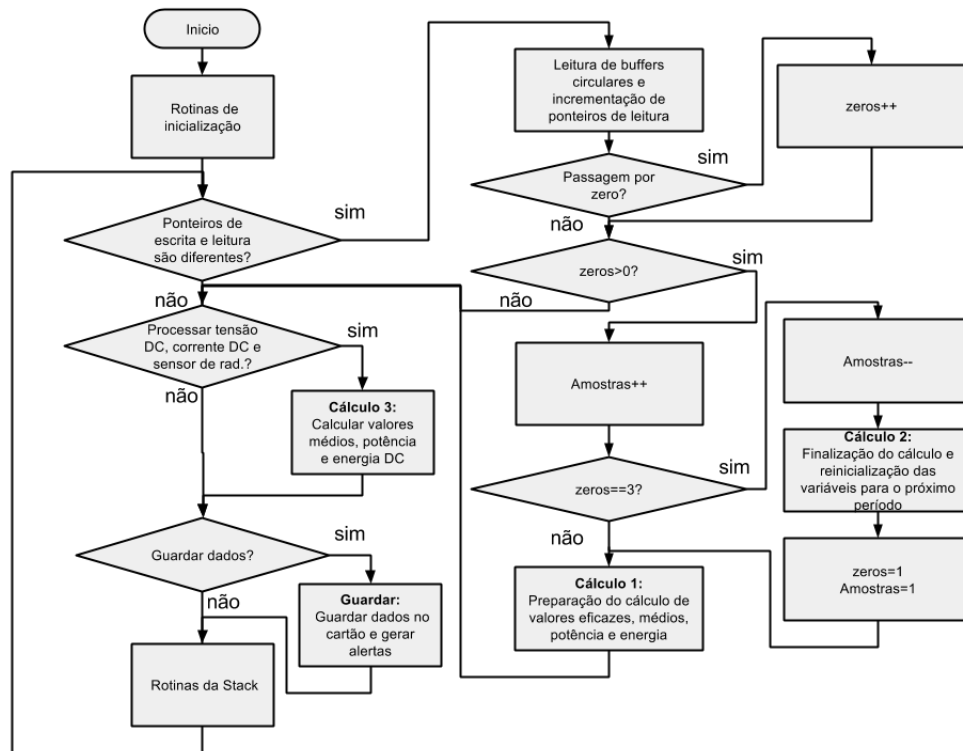 Inicio
Rotinas de
inicialização
Ponteiros de
escrita e leitura
são diferentes?
sim
não
Processar tensão
DC, corrente DC e
sensor de rad.?
sim
não
Cálculo 3:
Calcular valores
médios, potência
e energia DC
Guardar dados?
sim
não
Guardar:
Guardar dados no
cartão e gerar
alertas
Rotinas da Stack
Leitura de buffers
circulares e
incrementação de
ponteiros de leitura
Passagem por
zero?
sim
não
zeros++
zeros>0?
sim
não
Amostras++
zeros==3?
sim
não
Amostras--
Cálculo 2:
Finalização do cálculo e
reinicialização das
variáveis para o próximo
período
zeros=1
Amostras=1
Cálculo 1:
Preparação do cálculo de
valores eficazes, médios,
potência e energia